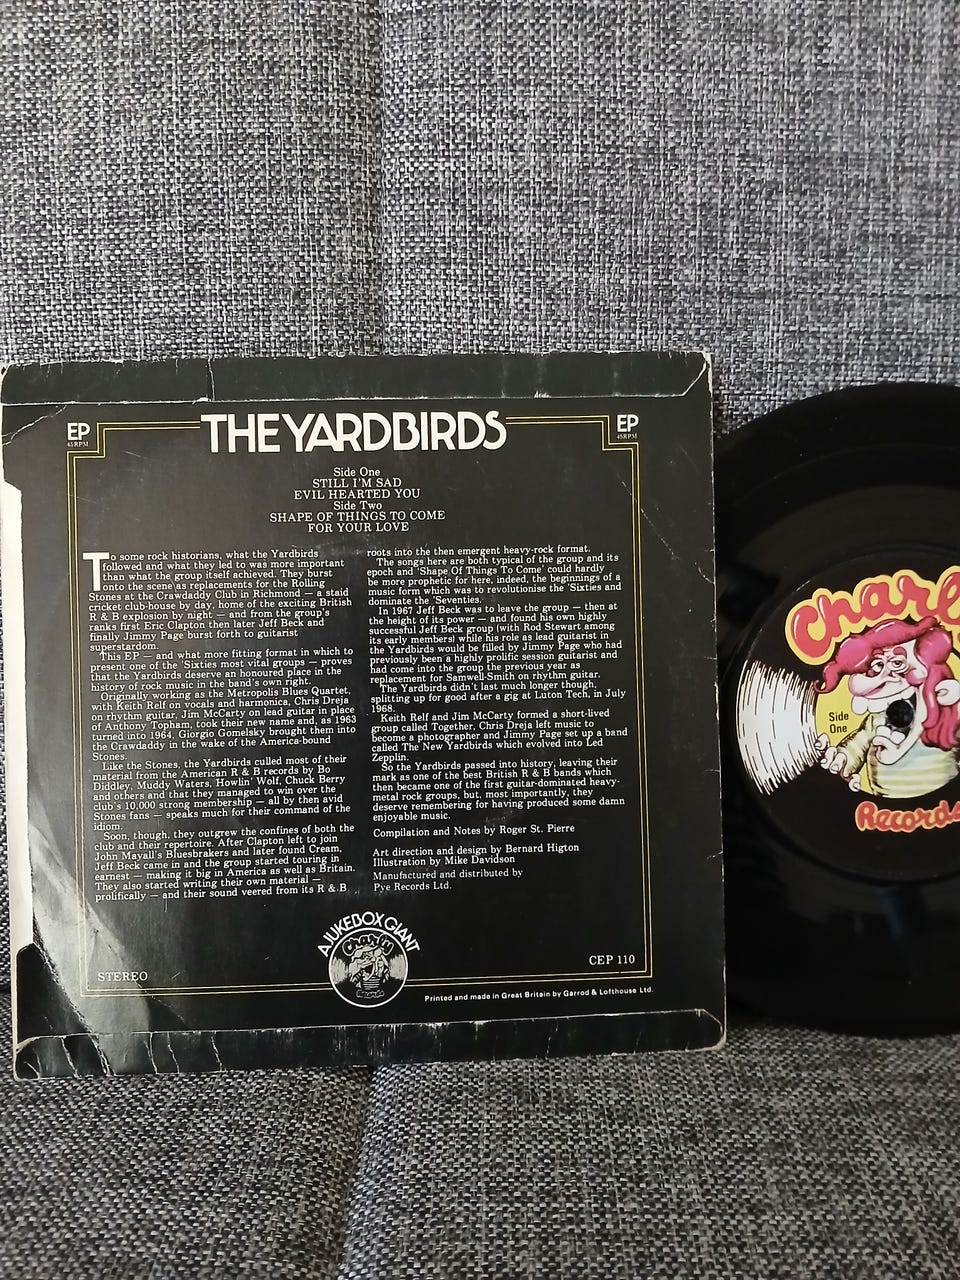 THE YARDBIRDS
EP
45 RPM
EP
45 RPM
Side One
STILL I'M SAD
EVIL HEARTED YOU
Side Two
SHAPE OF THINGS TO COME
FOR YOUR LOVE
To some rock historians, what the Yardbirds
followed and what they led to was more important
than what the group itself achieved. They burst
onto the scene as replacements for the Rolling
Stones at the Crawdaddy Club in Richmond — a staid
cricket club-house by day, home of the exciting British
R & B explosion by night — and from the group's
ranks first Eric Clapton then later Jeff Beck and
finally Jimmy Page burst forth to guitarist
superstardom.
This EP — and what more fitting format in which to
present one of the 'Sixties most vital groups — proves
that the Yardbirds deserve an honoured place in the
history of rock music in the band's own right.
Originally working as the Metropolis Blues Quartet,
with Keith Relf on vocals and harmonica, Chris Dreja
on rhythm guitar, Jim McCarty on lead guitar in place
of Anthony Topham, took their new name and, as 1963
turned into 1964, Giorgio Gomelsky brought them into
the Crawdaddy in the wake of the America-bound
Stones.
Like the Stones, the Yardbirds culled most of their
material from the American R & B records by Bo
Diddley, Muddy Waters, Howlin' Wolf, Chuck Berry
and others and that they managed to win over the
club's 10,000 strong membership — all by then avid
Stones fans — speaks much for their command of the
idiom.
Soon, though, they outgrew the confines of both the
club and their repertoire. After Clapton left to join
John Mayall's Bluesbrakers and later found Cream,
Jeff Beck came in and the group started touring in
earnest — making it big in America as well as Britain.
They also started writing their own material —
prolifically — and their sound veered from its R & B
roots into the then emergent heavy-rock format.
The songs here are both typical of the group and its
epoch and 'Shape Of Things To Come' could hardly
be more prophetic for here, indeed, the beginnings of a
music form which was to revolutionise the 'Sixties and
dominate the 'Seventies.
In 1967 Jeff Beck was to leave the group — then at
the height of its power — and found his own highly
successful Jeff Beck group (with Rod Stewart among
its early members) while his role as lead guitarist in
the Yardbirds would be filled by Jimmy Page who had
previously been a highly prolific session guitarist and
had come into the group the previous year as
replacement for Samwell-Smith on rhythm guitar.
The Yardbirds didn't last much longer though,
splitting up for good after a gig at Luton Tech, in July
1968.
Keith Relf and Jim McCarty formed a short-lived
group called Together, Chris Dreja left music to
become a photographer and Jimmy Page set up a band
called The New Yardbirds which evolved into Led
Zepplin.
So the Yardbirds passed into history, leaving their
mark as one of the best British R & B bands which
then became one of the first guitar-dominated heavy-
metal rock groups, but, most importantly, they
deserve remembering for having produced some damn
enjoyable music.
Compilation and Notes by Roger St. Pierre
Art direction and design by Bernard Higton
Illustration by Mike Davidson
Manufactured and distributed by
Pye Records Ltd.
A JUKEBOX GIANT
Charly
Records
STEREO
CEP 110
Printed and made in Great Britain by Garrod & Lofthouse Ltd.
Charl
Side
One
Records